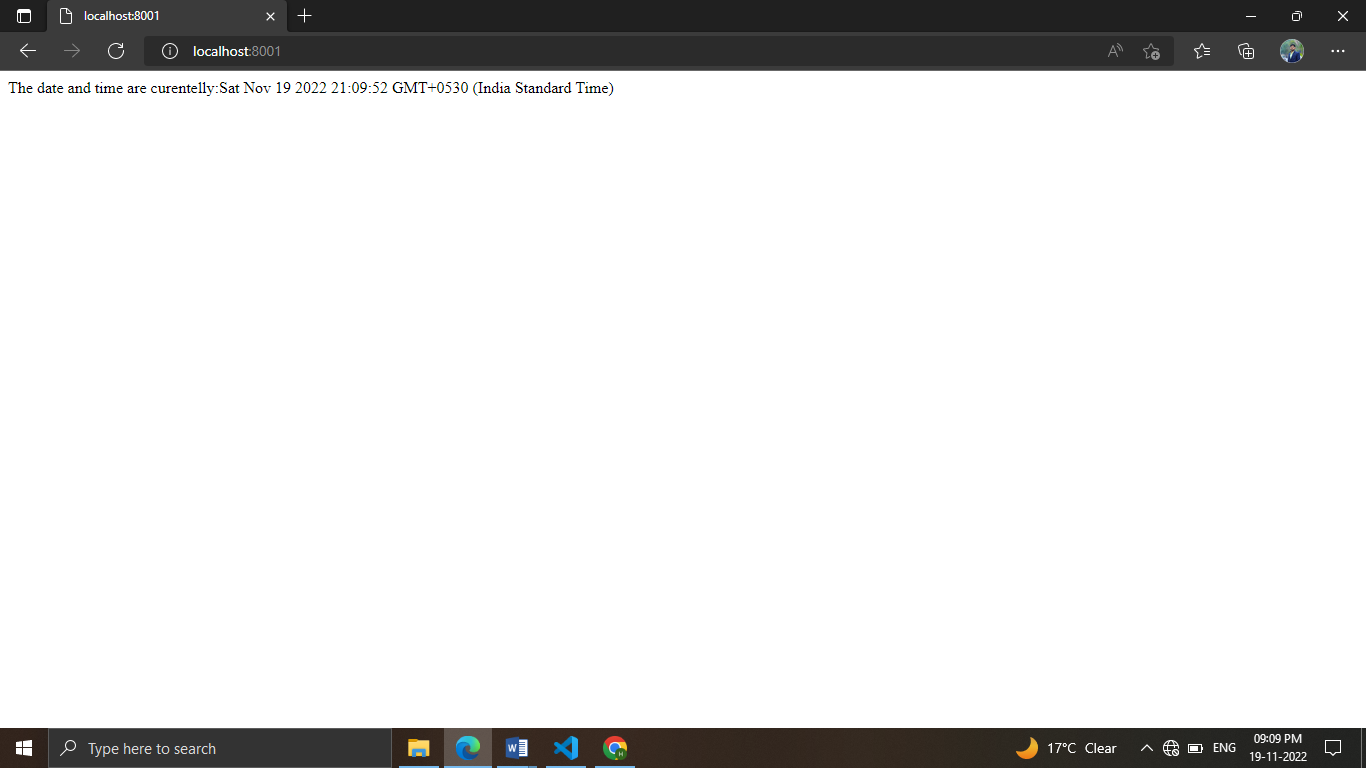 localhost:8001
localhost:8001
The date and time are curentelly:Sat Nov 19 2022 21:09:52 GMT+0530 (India Standard Time)
Type here to search
17°C Clear
ENG
09:09 PM
19-11-2022